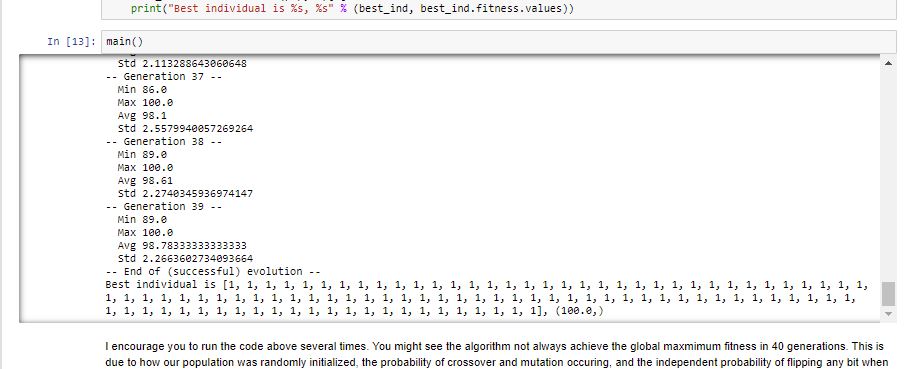 print("Best individual is %s, %s" % (best_ind, best_ind.fitness.values))
In [13]: main()
Std 2.113288643060648
-- Generation 37 --
Min 86.0
Max 100.0
Avg 98.1
Std 2.5579940057269264
-- Generation 38 --
Min 89.0
Max 100.0
Avg 98.61
Std 2.2740345936974147
-- Generation 39 --
Min 89.0
Max 100.0
Avg 98.78333333333333
Std 2.2663602734093664
-- End of (successful) evolution --
Best individual is [1, 1, 1, 1, 1, 1, 1, 1, 1, 1, 1, 1, 1, 1, 1, 1, 1, 1, 1, 1, 1, 1, 1, 1, 1, 1, 1, 1, 1, 1, 1, 1, 1, 1, 1,
1, 1, 1, 1, 1, 1, 1, 1, 1, 1, 1, 1, 1, 1, 1, 1, 1, 1, 1, 1, 1, 1, 1, 1, 1, 1, 1, 1, 1, 1, 1, 1, 1, 1, 1, 1, 1, 1, 1, 1, 1,
1, 1, 1, 1, 1, 1, 1, 1, 1, 1, 1, 1, 1, 1, 1, 1, 1, 1, 1, 1, 1, 1, 1, 1], (100.0,)
I encourage you to run the code above several times. You might see the algorithm not always achieve the global maxmimum fitness in 40 generations. This is
due to how our population was randomly initialized, the probability of crossover and mutation occuring, and the independent probability of flipping any bit when